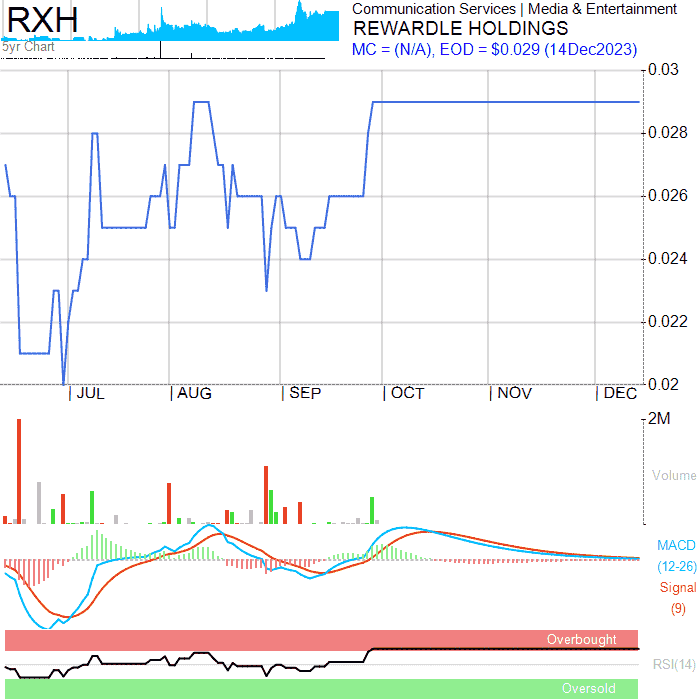 RXH
5yr Chart
Communication Services | Media & Entertainment
REWARDLE HOLDINGS
MC = (N/A), EOD = $0.029 (14Dec2023)
0.03
0.028
0.026
0.024
0.022
0.02
JUL AUG SEP OCT NOV DEC
2M
Volume
MACD
(12-26)
Signal
(9)
Overbought
RSI(14)
Oversold